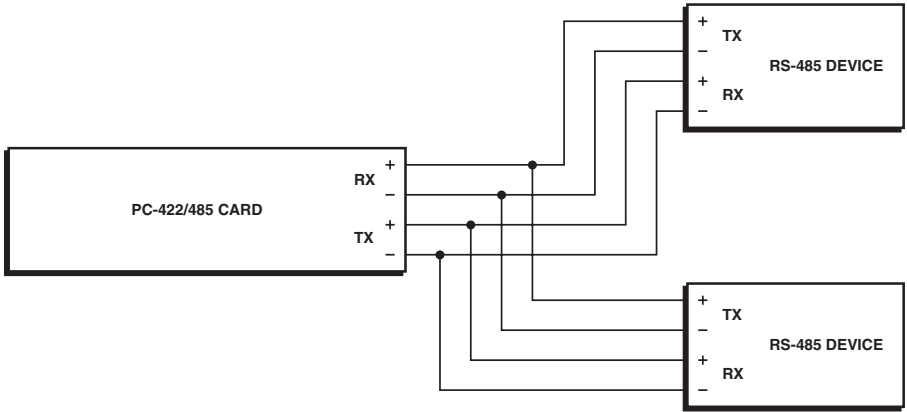 +
TX
−
RS-485 DEVICE
+
RX
−
PC-422/485 CARD
+
RX
−
+
TX
−
+
TX
−
RS-485 DEVICE
+
RX
−